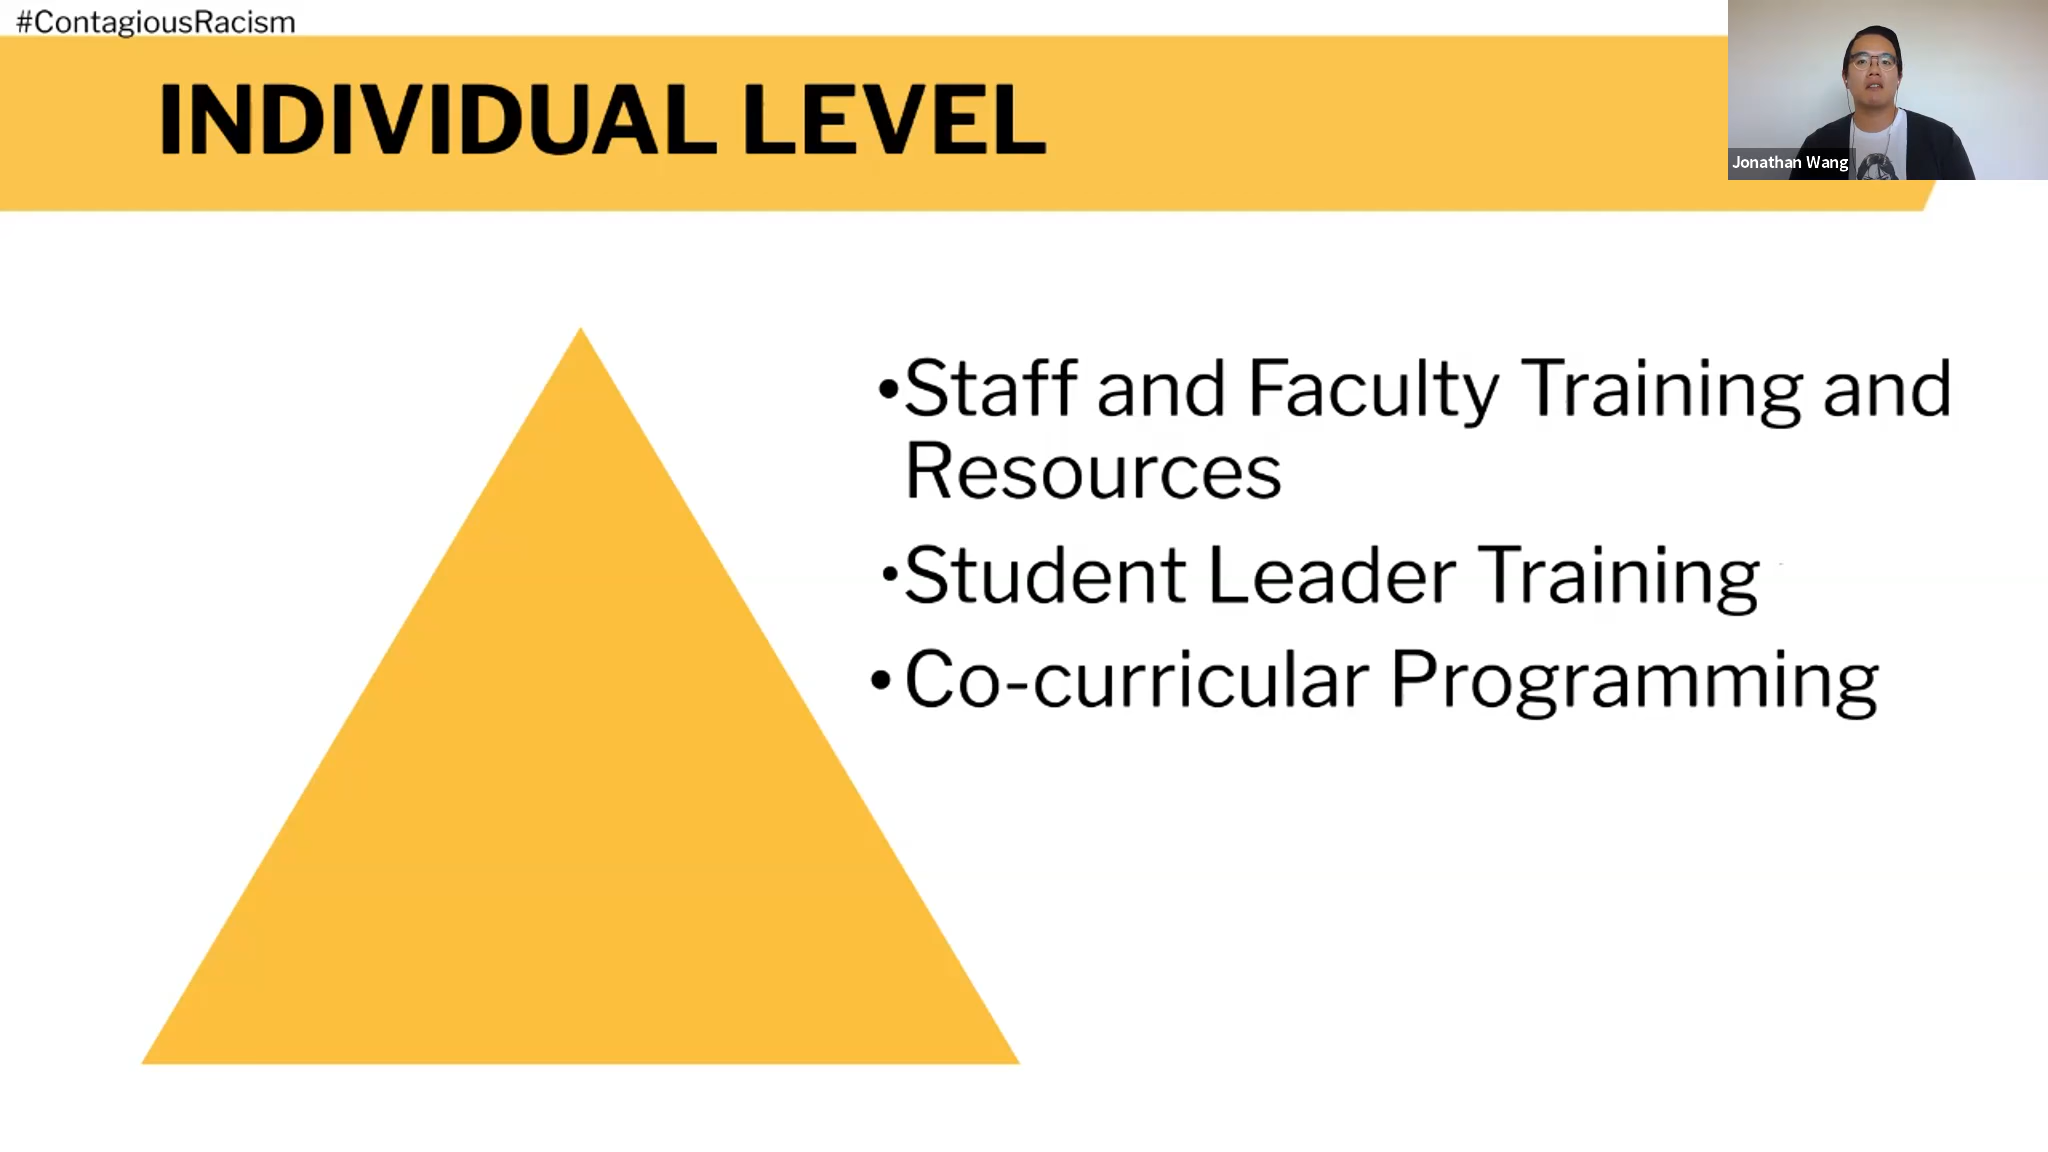 #ContagiousRacism
INDIVIDUAL LEVEL
Jonathan Wang
•Staff and Faculty Training and
Resources
•Student Leader Training
•Co-curricular Programming